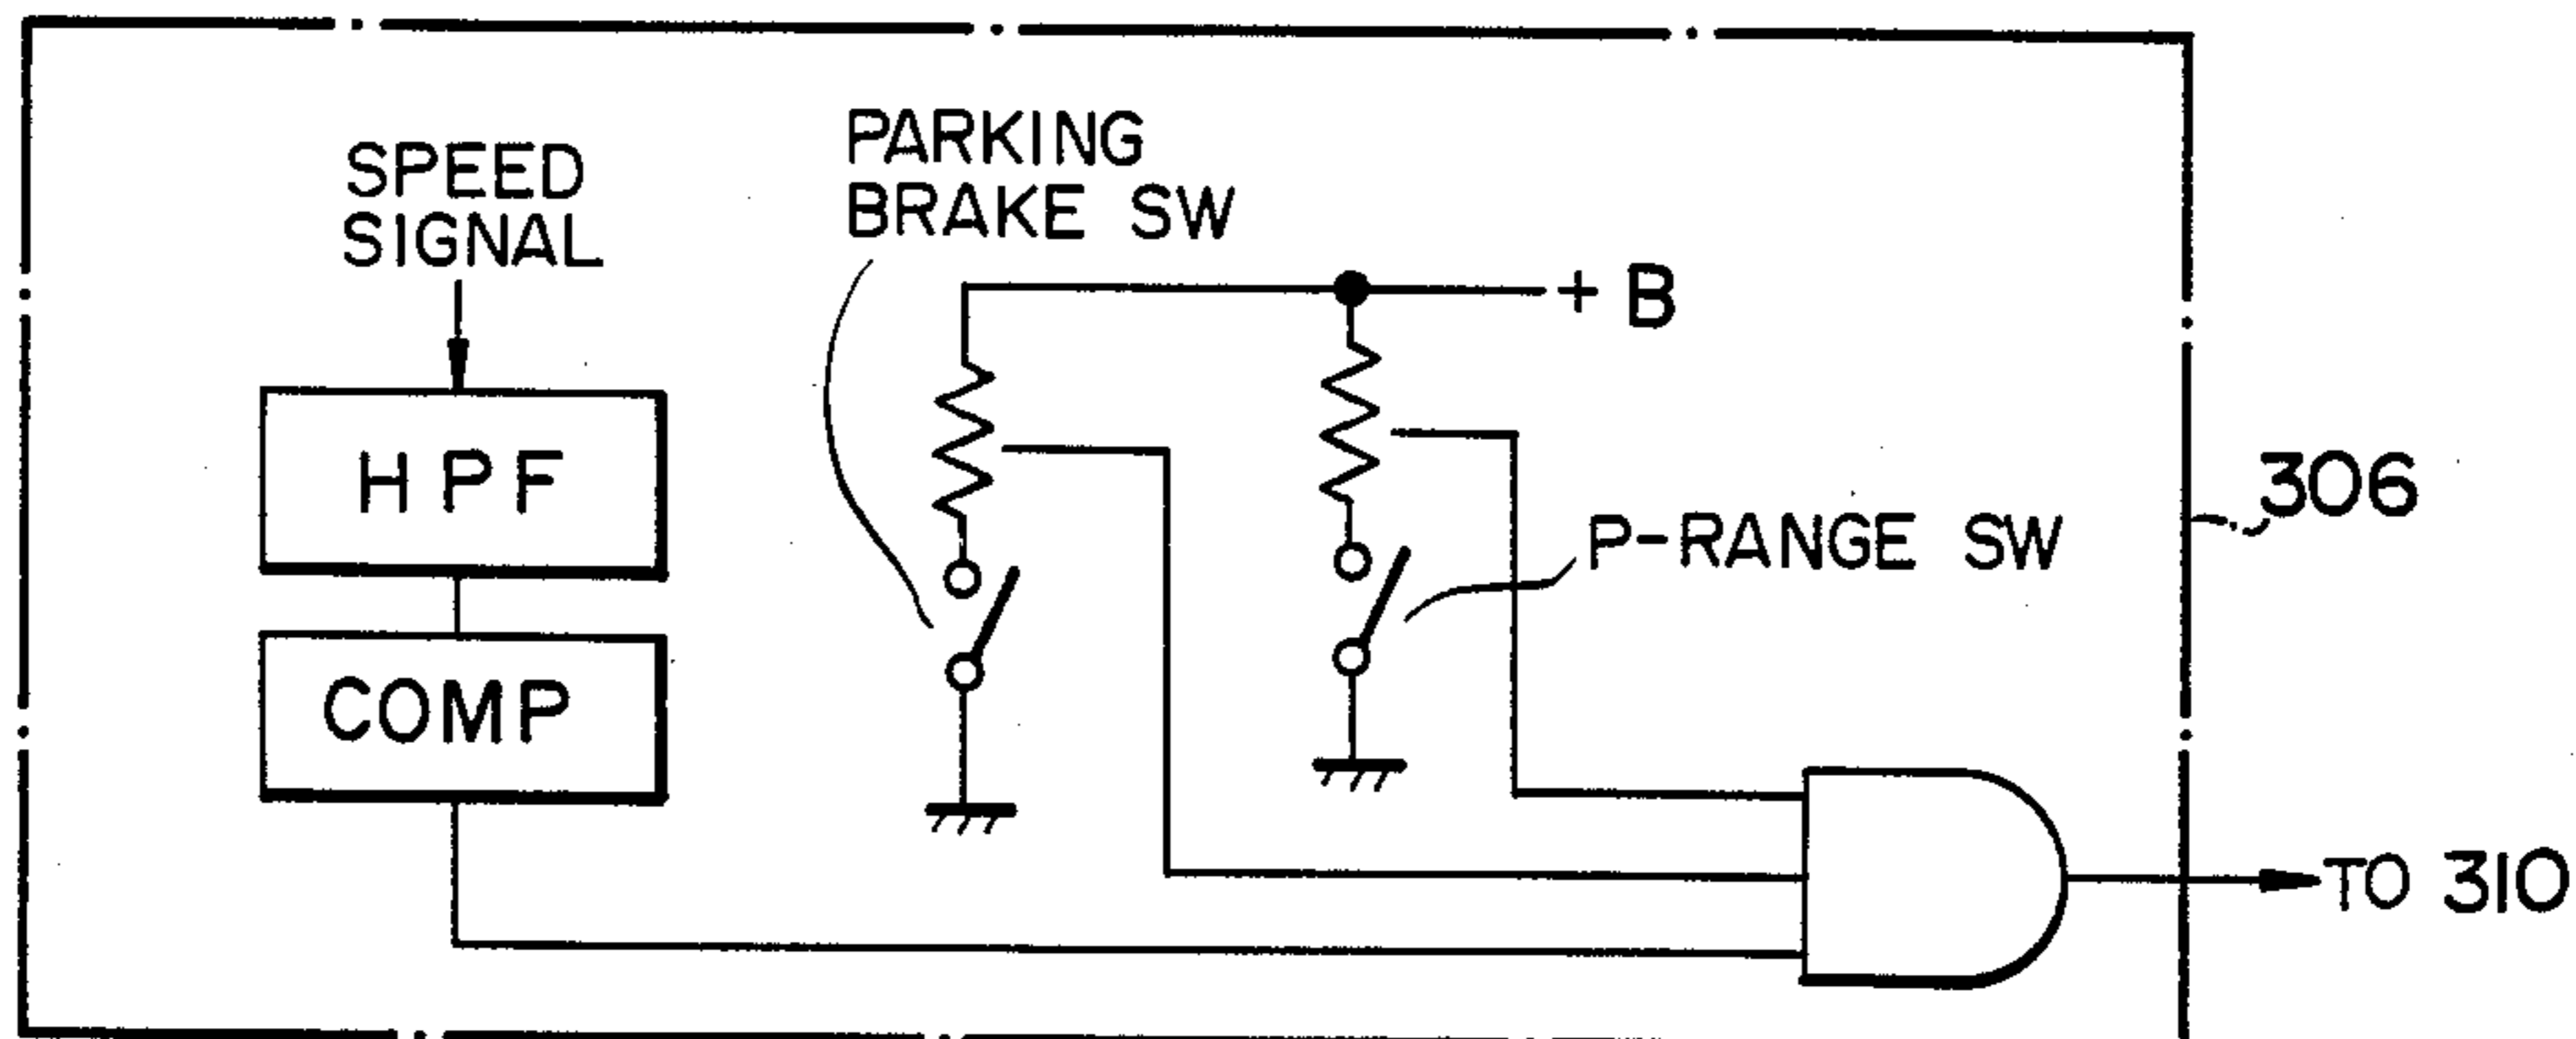 SPEED
SIGNAL
PARKING
BRAKE SW
+ B
HPF
COMP
P-RANGE SW
306
TO 310